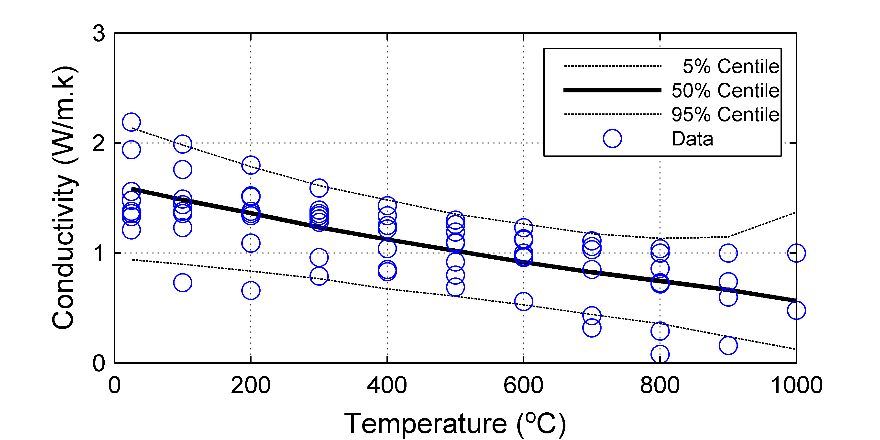 3
2
1
0
Conductivity (W/m.k)
5% Centile
50% Centile
95% Centile
Data
0 200 400 600 800 1000
Temperature (ºC)